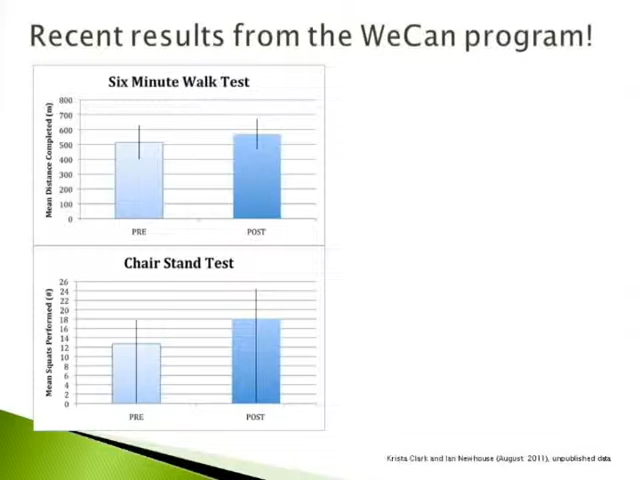 Recent results from the WeCan program!
Six Minute Walk Test
Mean Distance Completed (m)
800
700
600
500
400
300
200
100
0
PRE
POST
Chair Stand Test
Mean Squats Performed (#)
26
24
22
20
18
16
14
12
10
8
6
4
2
0
PRE
POST
Krista Clark and Ian Newhouse (August 2011), unpublished data